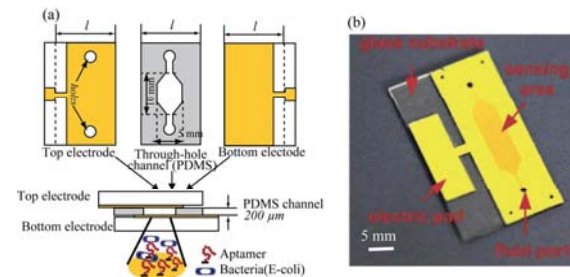 (a)
l
l
l
holes
10 mm
5 mm
Top electrode
Through-hole
channel (PDMS)
Bottom electode
Top electrode
PDMS channel
200 μm
Bottom electrode
Aptamer
Bacteria(E-coli)
(b)
glass substrate
sensing
area
electric pad
fluid port
5 mm